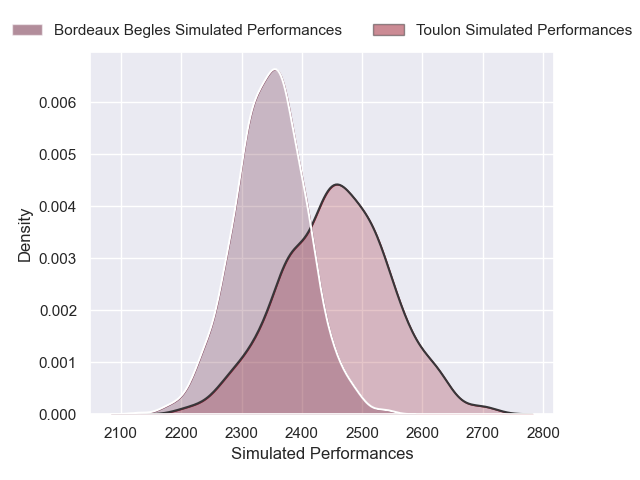 Bordeaux Begles Simulated Performances Toulon Simulated Performances
0.006
0.005
0.004
0.003
0.002
0.001
0.000
Density
2100 2200 2300 2400 2500 2600 2700 2800
Simulated Performances